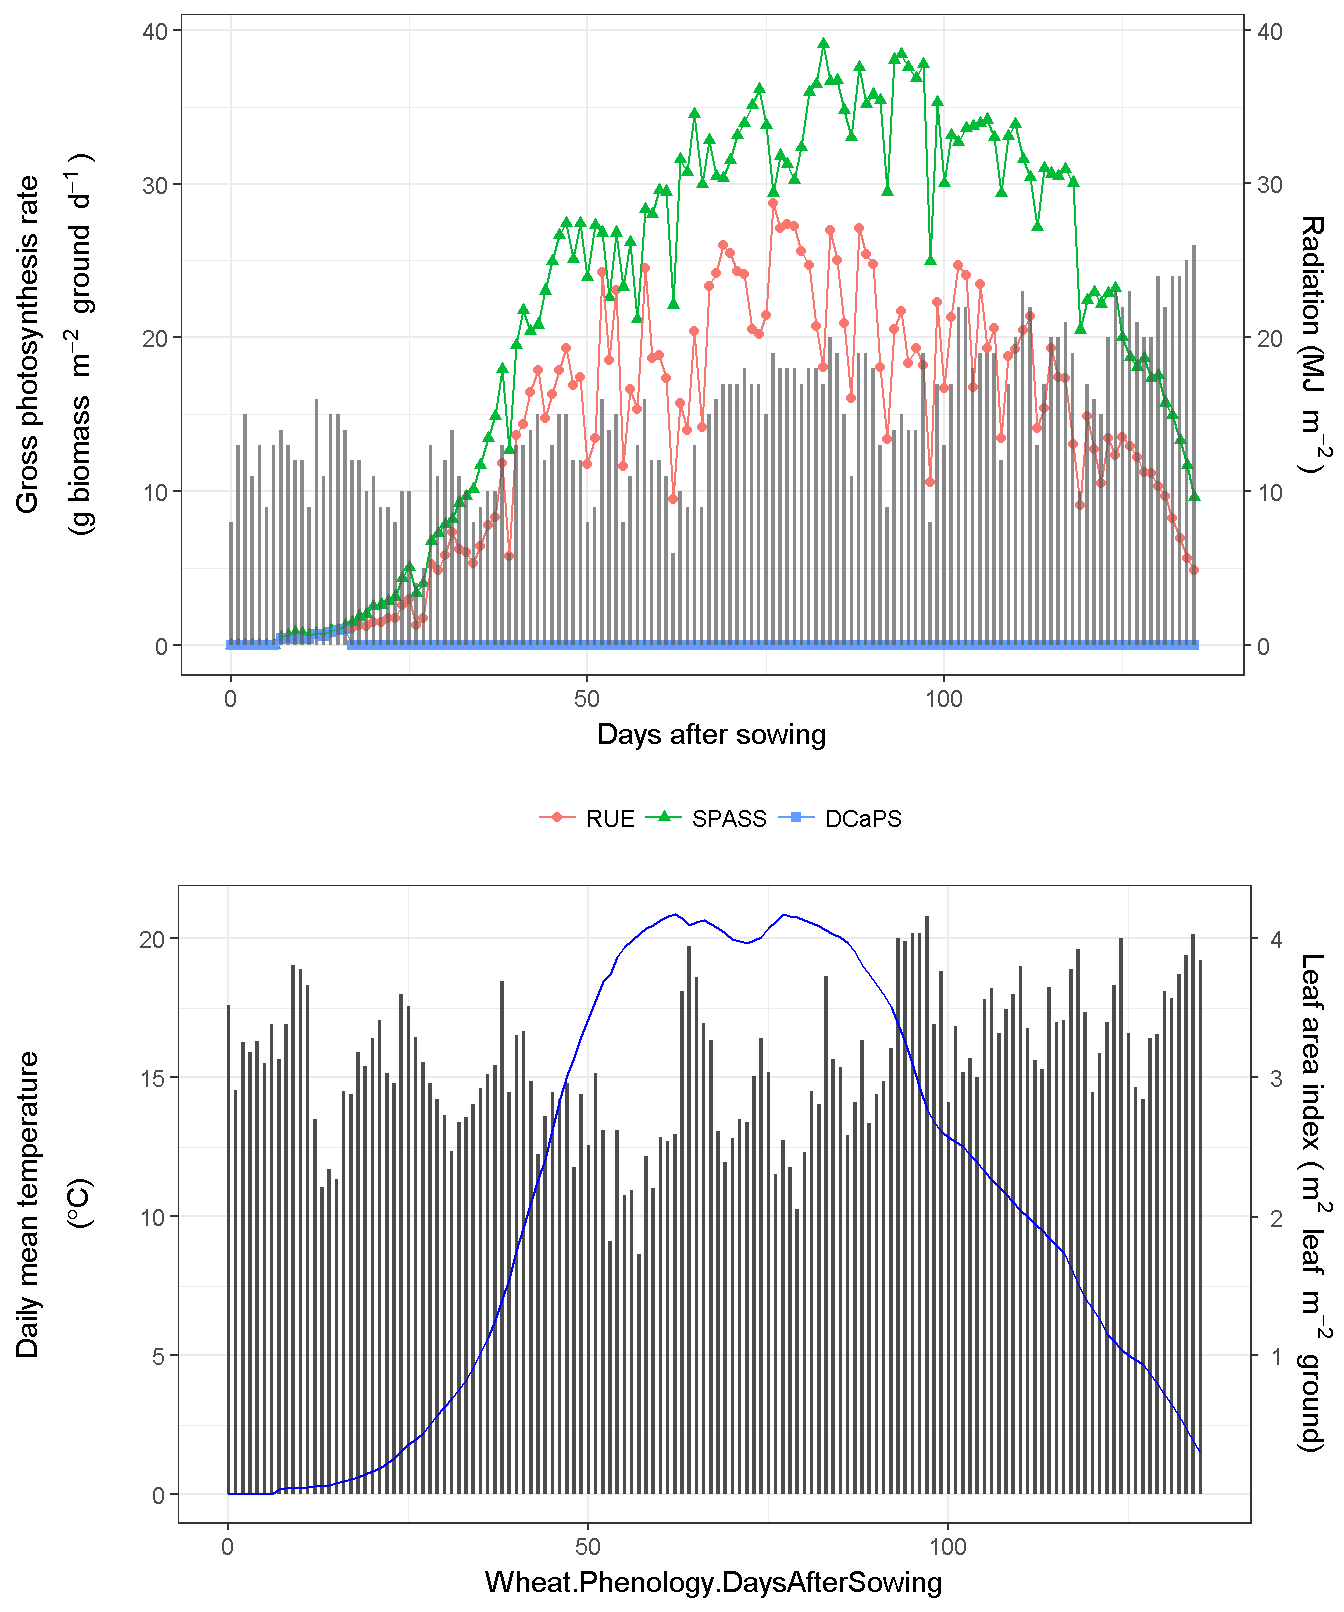 40
30
20
10
0
Gross photosynthesis rate
(g biomass m⁻² ground d⁻¹)
40
30
20
10
0
Radiation (MJ m⁻²)
0 50 100
Days after sowing
RUE SPASS DCaPS
20
15
10
5
0
Daily mean temperature
(°C)
4
3
2
1
Leaf area index (m² leaf m⁻² ground)
0 50 100
Wheat.Phenology.DaysAfterSowing